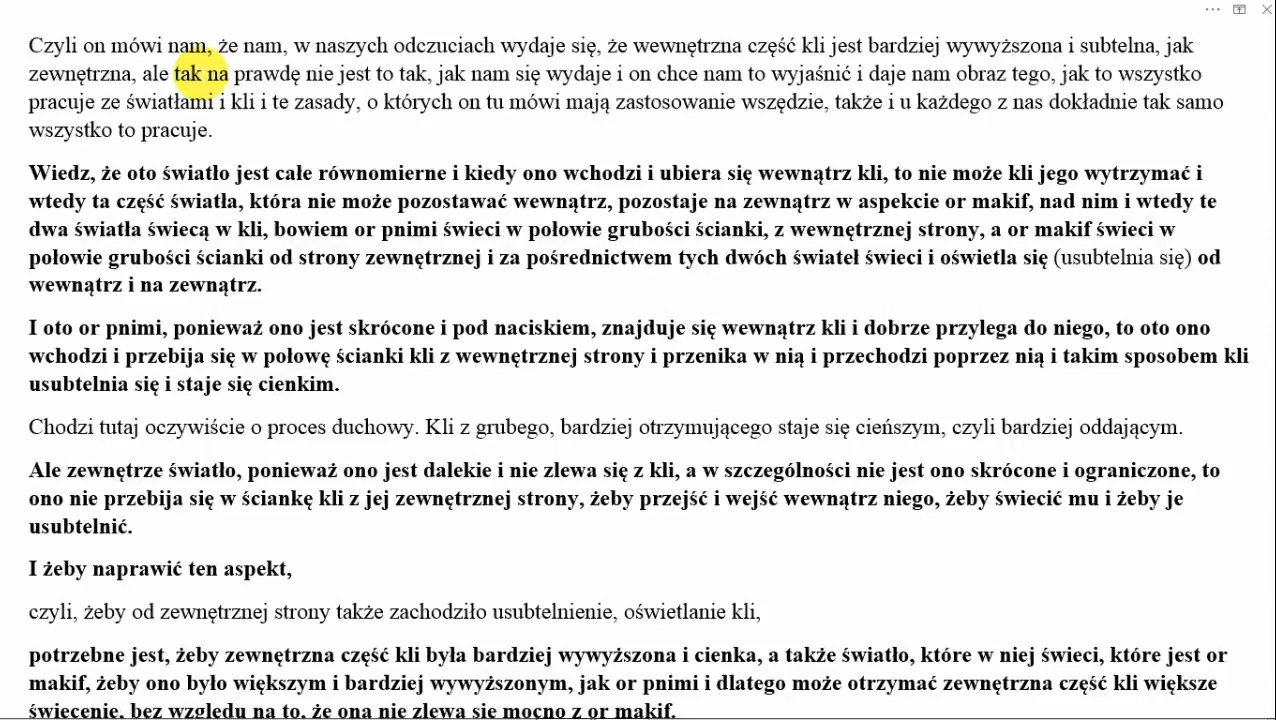 Czyli on mówi nam, że nam, w naszych odczuciach wydaje się, że wewnętrzna część kli jest bardziej wywyższona i subtelna, jak
zewnętrzna, ale tak na prawdę nie jest to tak, jak nam się wydaje i on chce nam to wyjaśnić i daje nam obraz tego, jak to wszystko
pracuje ze światłami i kli i te zasady, o których on tu mówi mają zastosowanie wszędzie, także i u każdego z nas dokładnie tak samo
wszystko to pracuje.
Wiedz, że oto światło jest całe równomierne i kiedy ono wchodzi i ubiera się wewnątrz kli, to nie może kli jego wytrzymać i
wtedy ta część światła, która nie może pozostawać wewnątrz, pozostaje na zewnątrz w aspekcie or makif, nad nim i wtedy te
dwa światła świecą w kli, bowiem or pnimi świeci w połowie grubości ścianki, z wewnętrznej strony, a or makif świeci w
połowie grubości ścianki od strony zewnętrznej i za pośrednictwem tych dwóch świateł świeci i oświetla się (usubtelnia się) od
wewnątrz i na zewnątrz.
I oto or pnimi, ponieważ ono jest skrócone i pod naciskiem, znajduje się wewnątrz kli i dobrze przylega do niego, to oto ono
wchodzi i przebija się w połowę ścianki kli z wewnętrznej strony i przenika w nią i przechodzi poprzez nią i takim sposobem kli
usubtelnia się i staje się cienkim.
Chodzi tutaj oczywiście o proces duchowy. Kli z grubego, bardziej otrzymującego staje się cieńszym, czyli bardziej oddającym.
Ale zewnętrze światło, ponieważ ono jest dalekie i nie zlewa się z kli, a w szczególności nie jest ono skrócone i ograniczone, to
ono nie przebija się w ściankę kli z jej zewnętrznej strony, żeby przejść i wejść wewnątrz niego, żeby świecić mu i żeby je
usubtelnić.
I żeby naprawić ten aspekt,
czyli, żeby od zewnętrznej strony także zachodziło usubtelnienie, oświetlanie kli,
potrzebne jest, żeby zewnętrzna część kli była bardziej wywyższona i cienka, a także światło, które w niej świeci, które jest or
makif, żeby ono było większym i bardziej wywyższonym, jak or pnimi i dlatego może otrzymać zewnętrzna część kli większe
świecenie, bez względu na to, że ona nie zlewa się mocno z or makif.